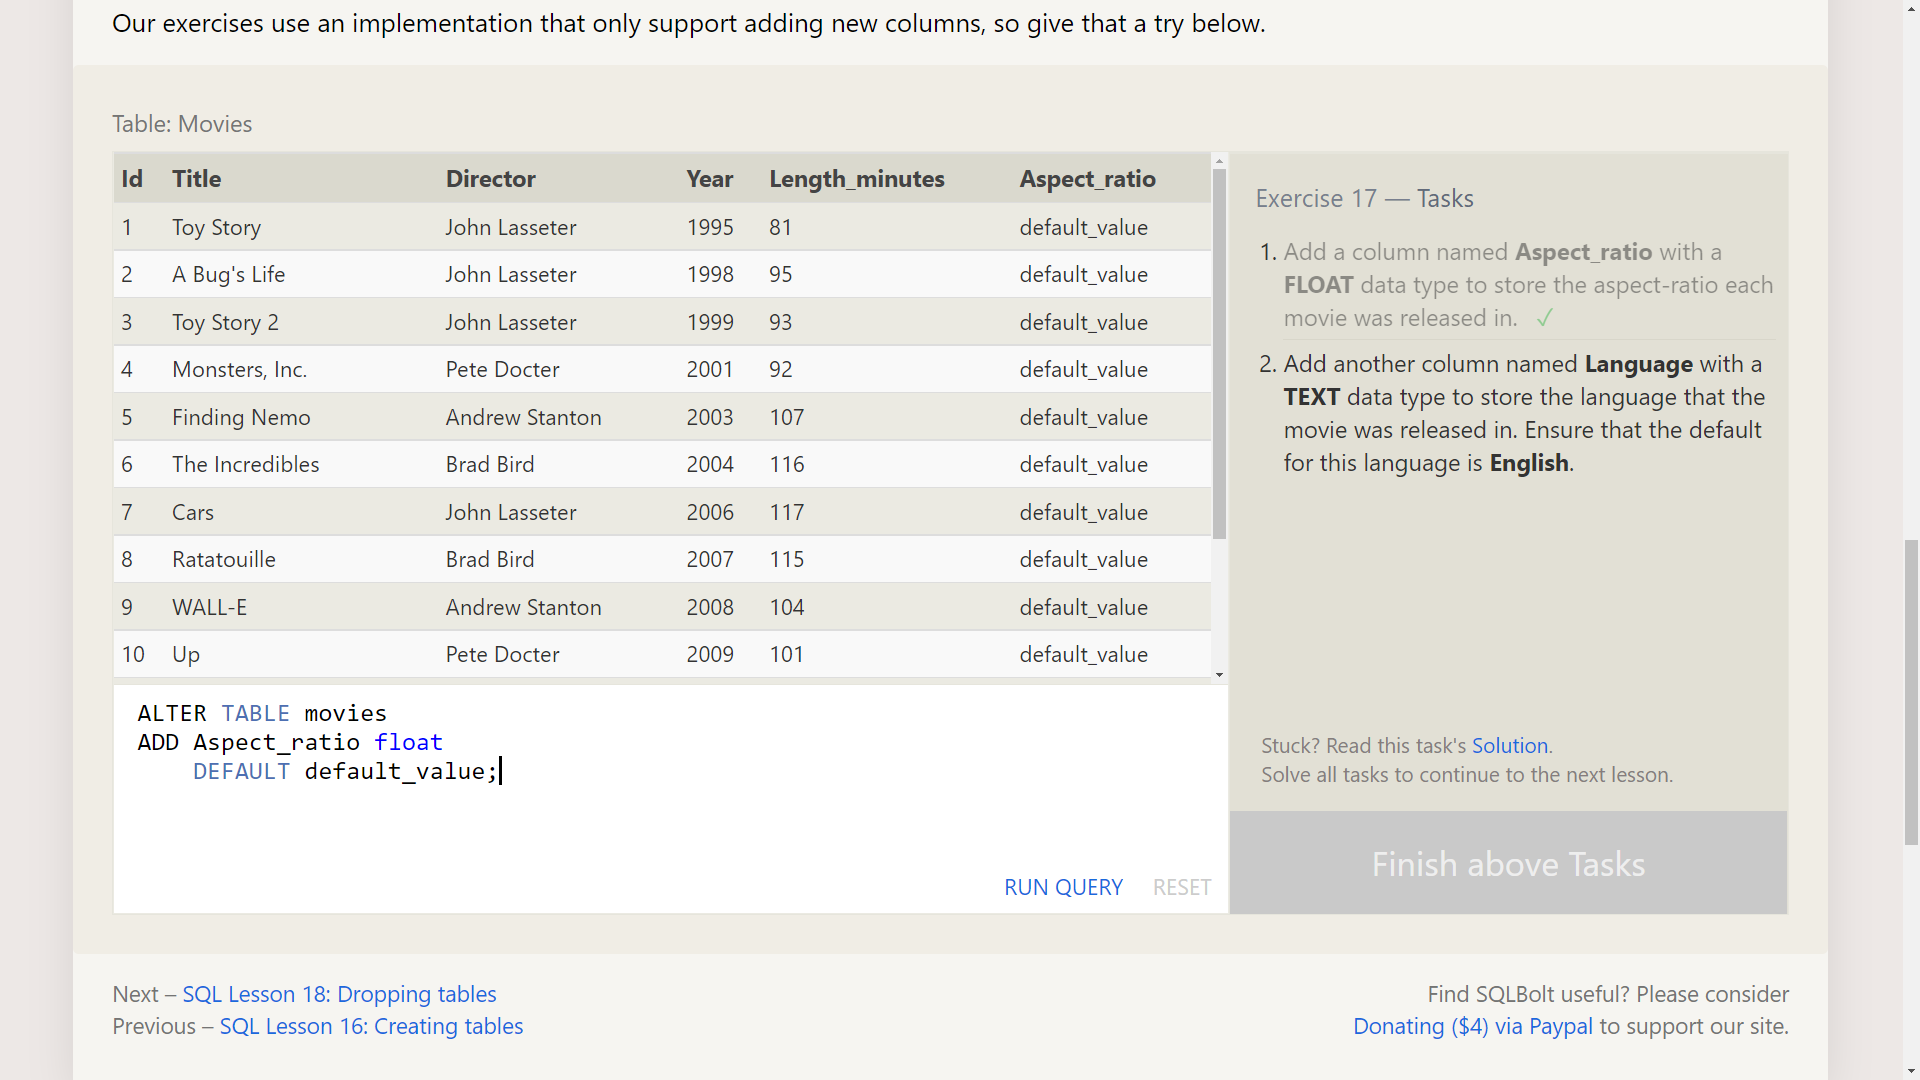 Our exercises use an implementation that only support adding new columns, so give that a try below.
Table: Movies
Id Title Director Year Length_minutes Aspect_ratio
1 Toy Story John Lasseter 1995 81 default_value
2 A Bug's Life John Lasseter 1998 95 default_value
3 Toy Story 2 John Lasseter 1999 93 default_value
4 Monsters, Inc. Pete Docter 2001 92 default_value
5 Finding Nemo Andrew Stanton 2003 107 default_value
6 The Incredibles Brad Bird 2004 116 default_value
7 Cars John Lasseter 2006 117 default_value
8 Ratatouille Brad Bird 2007 115 default_value
9 WALL-E Andrew Stanton 2008 104 default_value
10 Up Pete Docter 2009 101 default_value
ALTER TABLE movies
ADD Aspect_ratio float
DEFAULT default_value;
RUN QUERY RESET
Exercise 17 — Tasks
1. Add a column named Aspect_ratio with a
FLOAT data type to store the aspect-ratio each
movie was released in. ✓
2. Add another column named Language with a
TEXT data type to store the language that the
movie was released in. Ensure that the default
for this language is English.
Stuck? Read this task's Solution.
Solve all tasks to continue to the next lesson.
Finish above Tasks
Next – SQL Lesson 18: Dropping tables
Previous – SQL Lesson 16: Creating tables
Find SQLBolt useful? Please consider
Donating ($4) via Paypal to support our site.